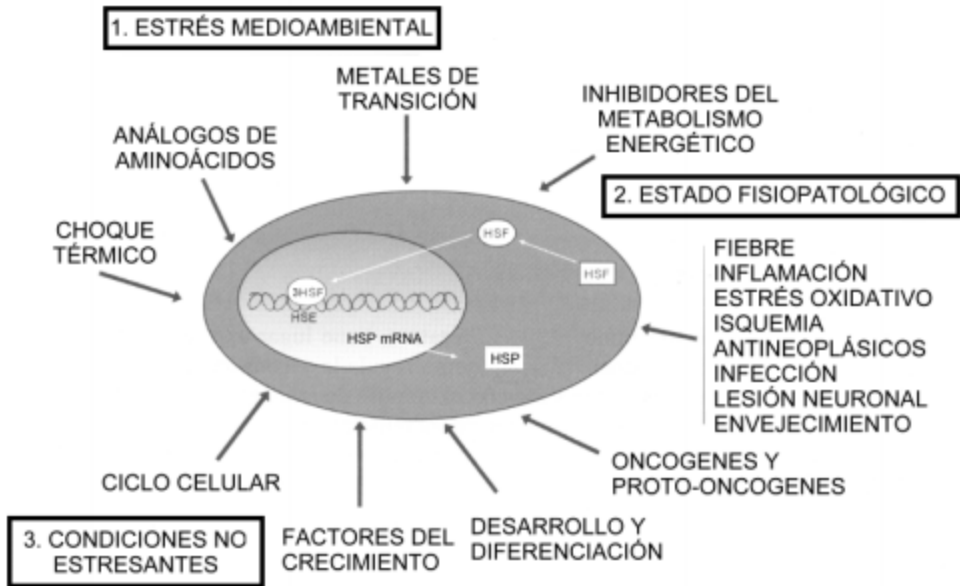 1. ESTRÉS MEDIOAMBIENTAL
METALES DE
TRANSICIÓN
INHIBIDORES DEL
METABOLISMO
ENERGÉTICO
ANÁLOGOS DE
AMINOÁCIDOS
2. ESTADO FISIOPATOLÓGICO
CHOQUE
TÉRMICO
FIEBRE
INFLAMACIÓN
ESTRÉS OXIDATIVO
ISQUEMIA
ANTINEOPLÁSICOS
INFECCIÓN
LESIÓN NEURONAL
ENVEJECIMIENTO
HSF
HSF
3HSF
HSE
HSP mRNA
HSP
ONCOGENES Y
PROTO-ONCOGENES
CICLO CELULAR
3. CONDICIONES NO
ESTRESANTES
FACTORES DEL
CRECIMIENTO
DESARROLLO Y
DIFERENCIACIÓN